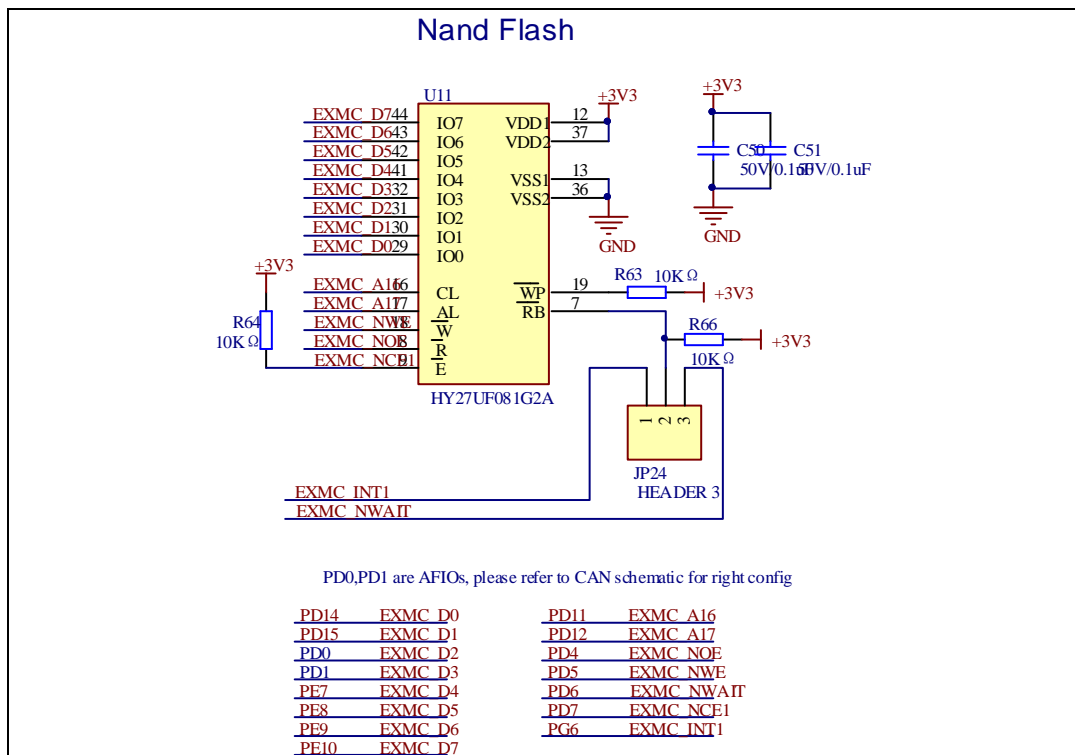 Nand Flash
U11
EXMC_D7 44 IO7
EXMC_D6 43 IO6
EXMC_D5 42 IO5
EXMC_D4 41 IO4
EXMC_D3 32 IO3
EXMC_D2 31 IO2
EXMC_D1 30 IO1
EXMC_D0 29 IO0
EXMC_A16 16 CL
EXMC_A17 17 AL
EXMC_NWE 18 W
EXMC_NOE 8 R
EXMC_NCE1 9 E
+3V3
R64
10KΩ
VDD1 12
VDD2 37
+3V3
VSS1 13
VSS2 36
GND
WP 19
RB 7
HY27UF081G2A
+3V3
C50
50V/0.1uF
C51
50V/0.1uF
GND
R63 10KΩ
+3V3
R66
10KΩ
+3V3
1 2 3
JP24
HEADER 3
EXMC_INT1
EXMC_NWAIT
PD0,PD1 are AFIOs, please refer to CAN schematic for right config
PD14 EXMC_D0
PD15 EXMC_D1
PD0 EXMC_D2
PD1 EXMC_D3
PE7 EXMC_D4
PE8 EXMC_D5
PE9 EXMC_D6
PE10 EXMC_D7
PD11 EXMC_A16
PD12 EXMC_A17
PD4 EXMC_NOE
PD5 EXMC_NWE
PD6 EXMC_NWAIT
PD7 EXMC_NCE1
PG6 EXMC_INT1